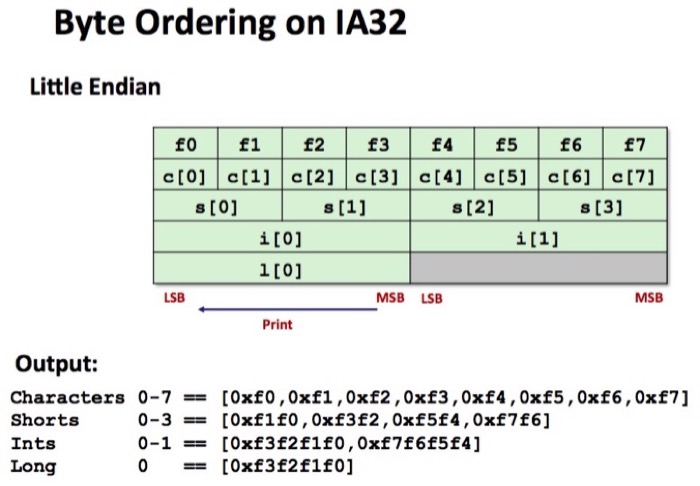 Byte Ordering on IA32
Little Endian
f0 f1 f2 f3 f4 f5 f6 f7
c[0] c[1] c[2] c[3] c[4] c[5] c[6] c[7]
s[0] s[1] s[2] s[3]
i[0] i[1]
l[0]
LSB MSB LSB MSB
Print
Output:
Characters 0-7 == [0xf0,0xf1,0xf2,0xf3,0xf4,0xf5,0xf6,0xf7]
Shorts 0-3 == [0xf1f0,0xf3f2,0xf5f4,0xf7f6]
Ints 0-1 == [0xf3f2f1f0,0xf7f6f5f4]
Long 0 == [0xf3f2f1f0]